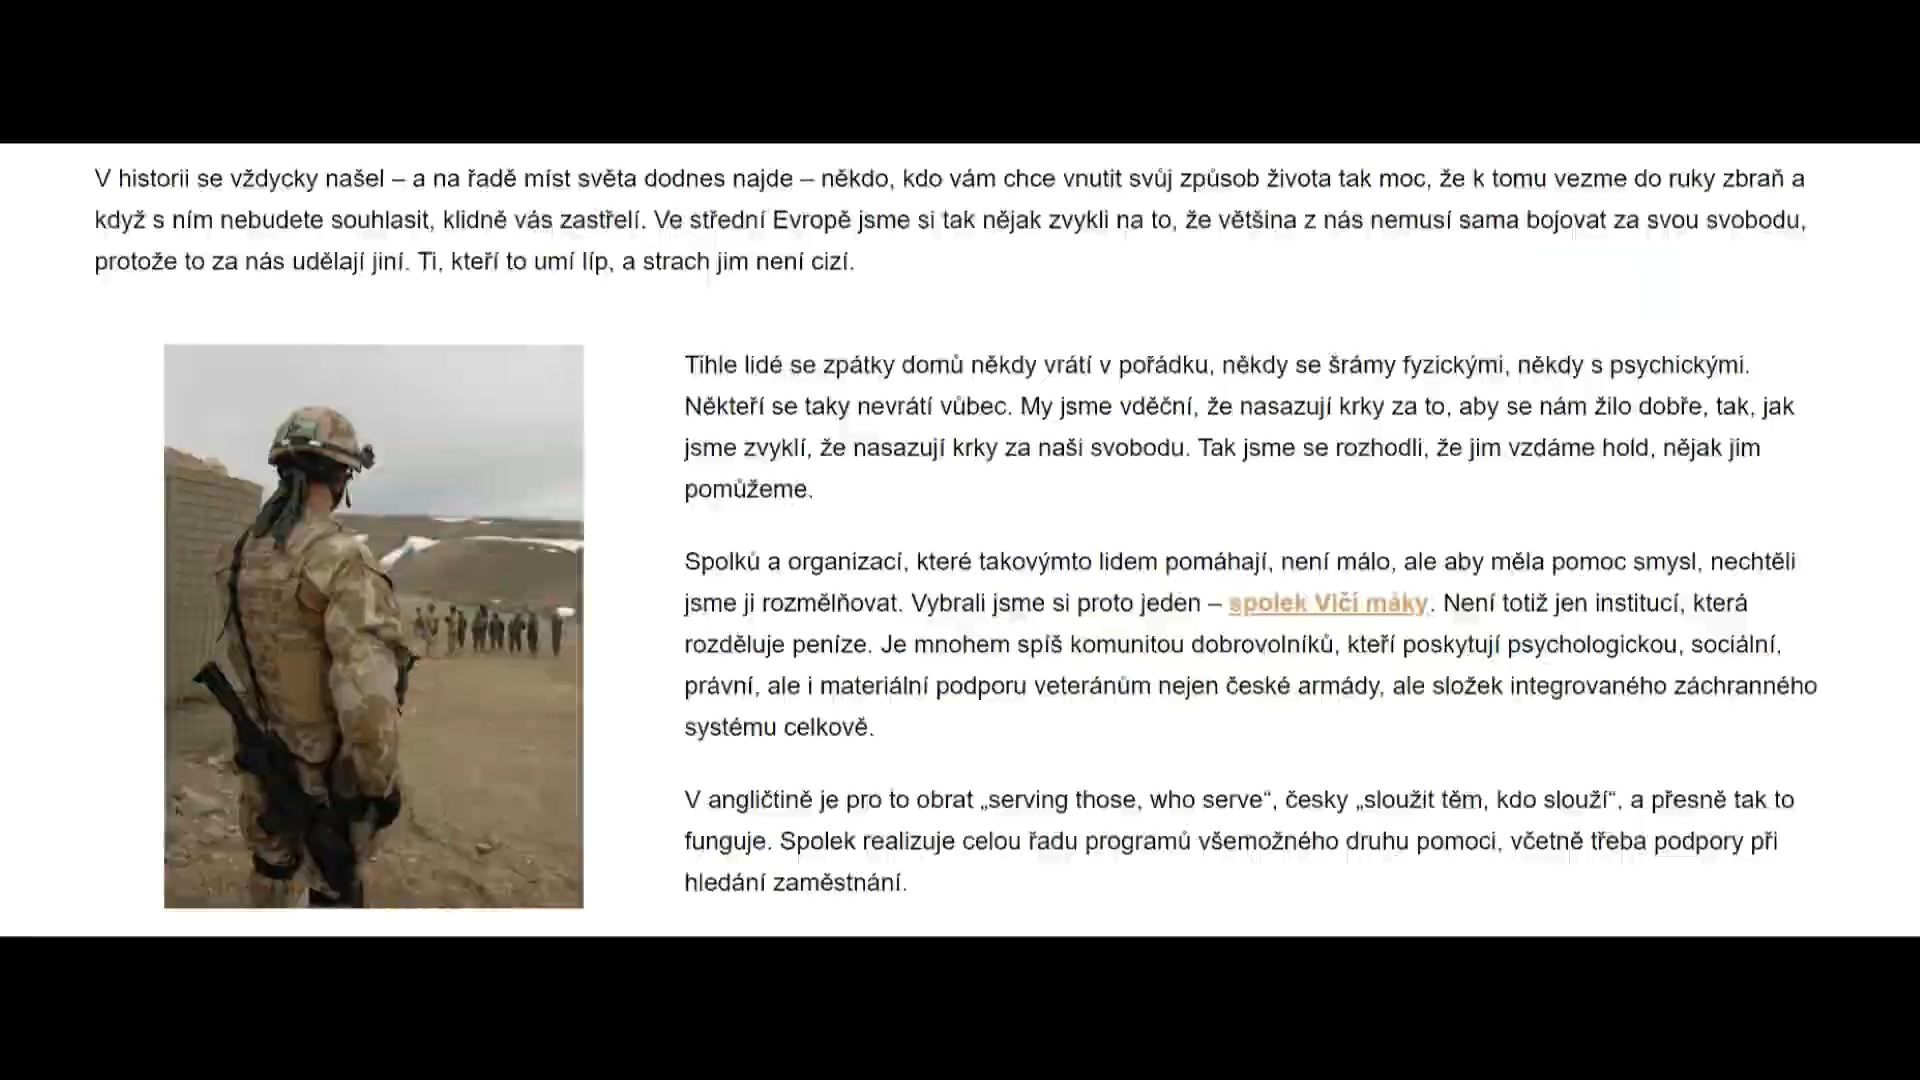 V historii se vždycky našel – a na řadě míst světa dodnes najde – někdo, kdo vám chce vnutit svůj způsob života tak moc, že k tomu vezme do ruky zbraň a
když s ním nebudete souhlasit, klidně vás zastřelí. Ve střední Evropě jsme si tak nějak zvykli na to, že většina z nás nemusí sama bojovat za svou svobodu,
protože to za nás udělají jiní. Ti, kteří to umí líp, a strach jim není cizí.
Tihle lidé se zpátky domů někdy vrátí v pořádku, někdy se šrámy fyzickými, někdy s psychickými.
Někteří se taky nevrátí vůbec. My jsme vděční, že nasazují krky za to, aby se nám žilo dobře, tak, jak
jsme zvyklí, že nasazují krky za naší svobodu. Tak jsme se rozhodli, že jim vzdáme hold, nějak jim
pomůžeme.
Spolků a organizací, které takovýmto lidem pomáhají, není málo, ale aby měla pomoc smysl, nechtěli
jsme ji rozmělňovat. Vybrali jsme si proto jeden – spolek Vlčí máky. Není totiž jen institucí, která
rozděluje peníze. Je mnohem spíš komunitou dobrovolníků, kteří poskytují psychologickou, sociální,
právní, ale i materiální podporu veteránům nejen české armády, ale složek integrovaného záchranného
systému celkově.
V angličtině je pro to obrat „serving those, who serve“, česky „sloužit těm, kdo slouží“, a přesně tak to
funguje. Spolek realizuje celou řadu programů všemožného druhu pomoci, včetně třeba podpory při
hledání zaměstnání.